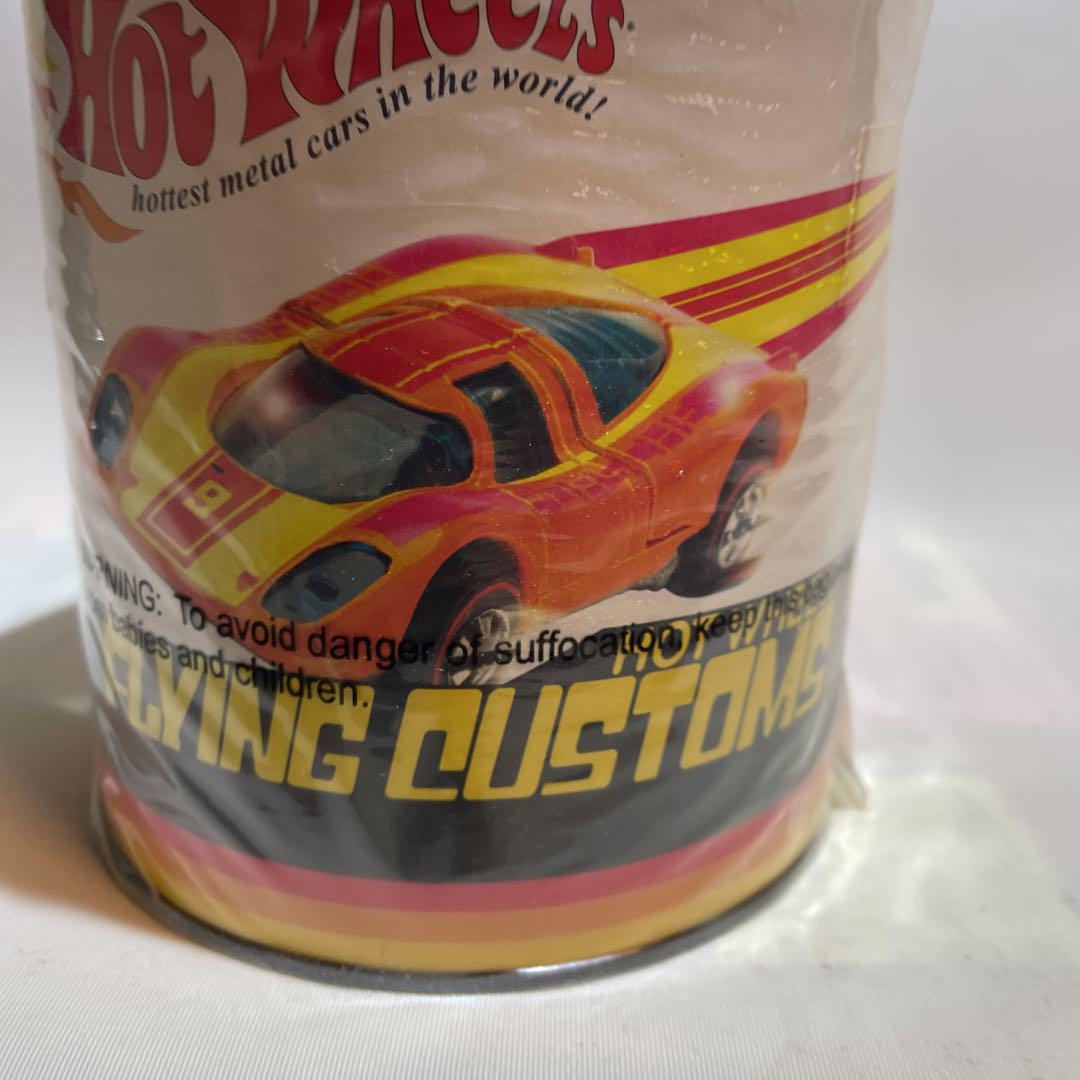 HOT WHEELS
hottest metal cars in the world!
9
WARNING: To avoid danger of suffocation, keep this bag
babies and children.
HOT WHEELS
FLYING CUSTOMS